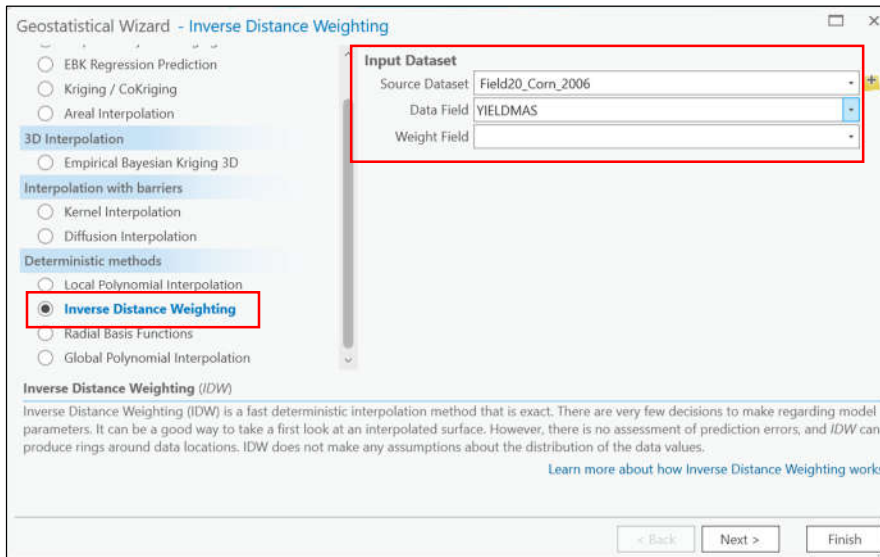 Geostatistical Wizard - Inverse Distance Weighting
EBK Regression Prediction
Kriging / CoKriging
Areal Interpolation
3D Interpolation
Empirical Bayesian Kriging 3D
Interpolation with barriers
Kernel Interpolation
Diffusion Interpolation
Deterministic methods
Local Polynomial Interpolation
Inverse Distance Weighting
Radial Basis Functions
Global Polynomial Interpolation
Input Dataset
Source Dataset Field20_Corn_2006
Data Field YIELDMAS
Weight Field
Inverse Distance Weighting (IDW)
Inverse Distance Weighting (IDW) is a fast deterministic interpolation method that is exact. There are very few decisions to make regarding model
parameters. It can be a good way to take a first look at an interpolated surface. However, there is no assessment of prediction errors, and IDW can
produce rings around data locations. IDW does not make any assumptions about the distribution of the data values.
Learn more about how Inverse Distance Weighting works
< Back Next > Finish